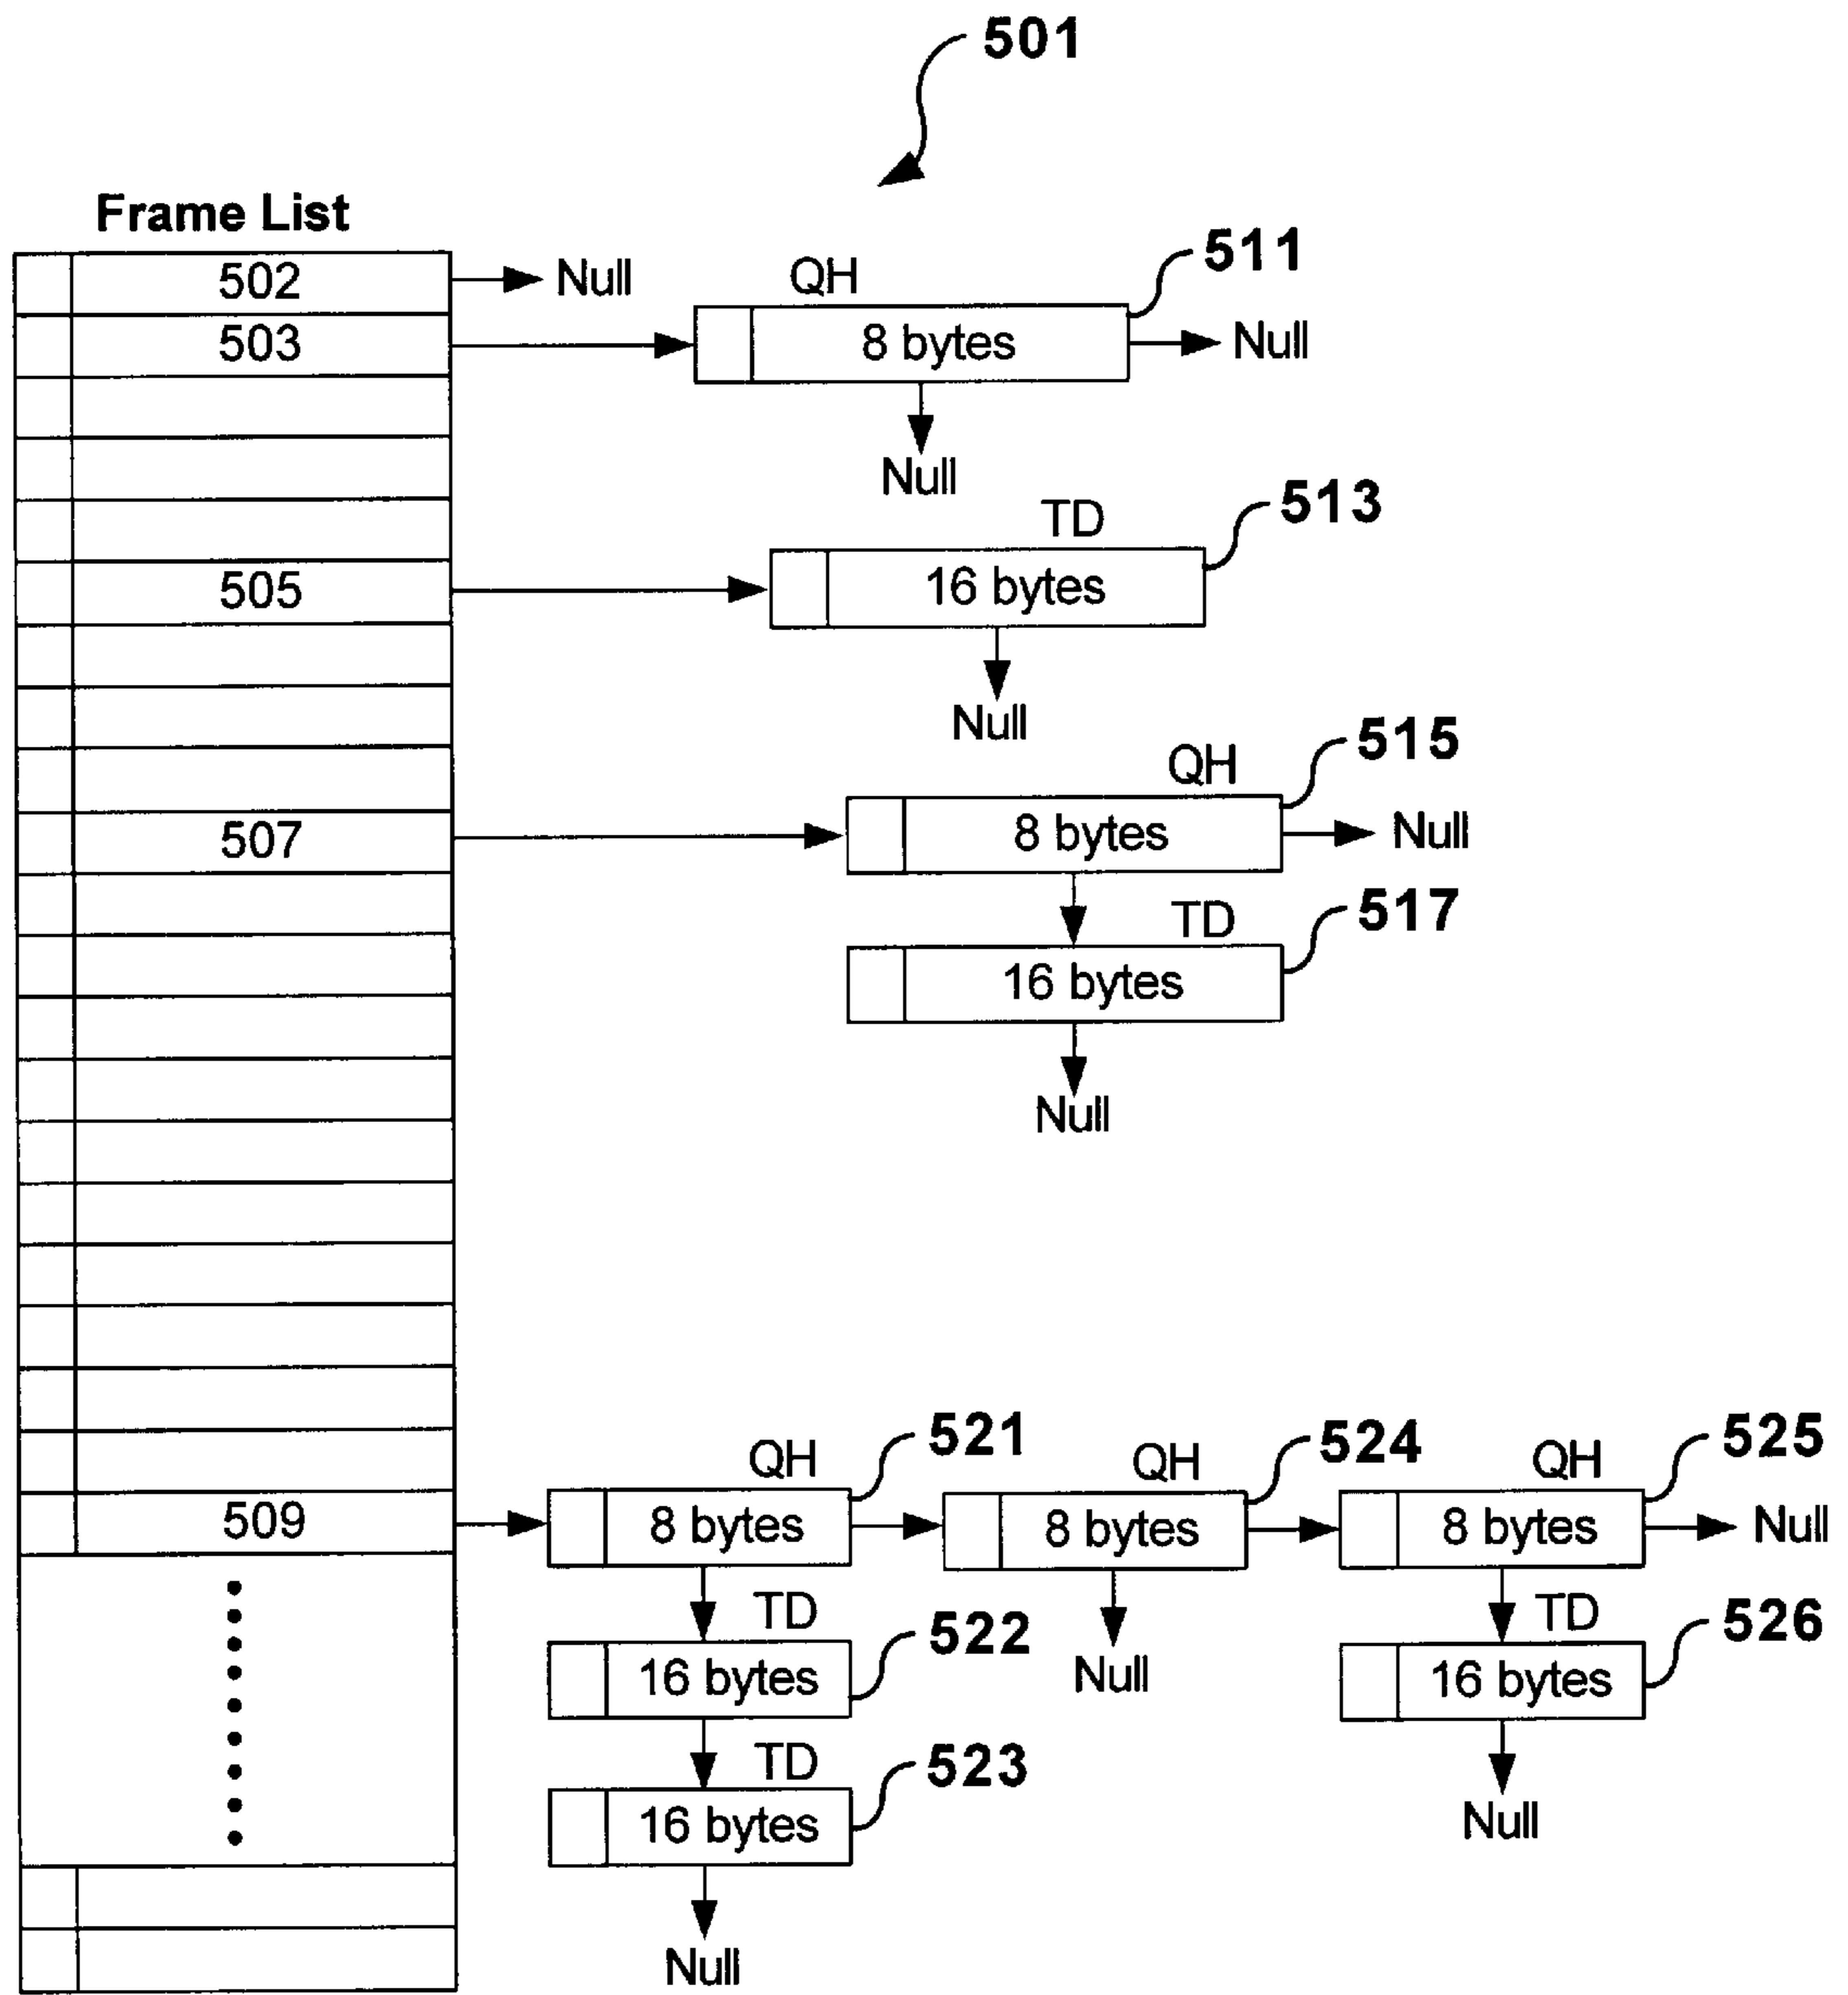 501
Frame List
502
Null
QH
511
503
8 bytes
Null
Null
TD
513
505
16 bytes
Null
QH
515
507
8 bytes
Null
TD
517
16 bytes
Null
QH
521
QH
524
QH
525
509
8 bytes
8 bytes
8 bytes
Null
TD
522
TD
526
16 bytes
Null
16 bytes
TD
523
16 bytes
Null
Null